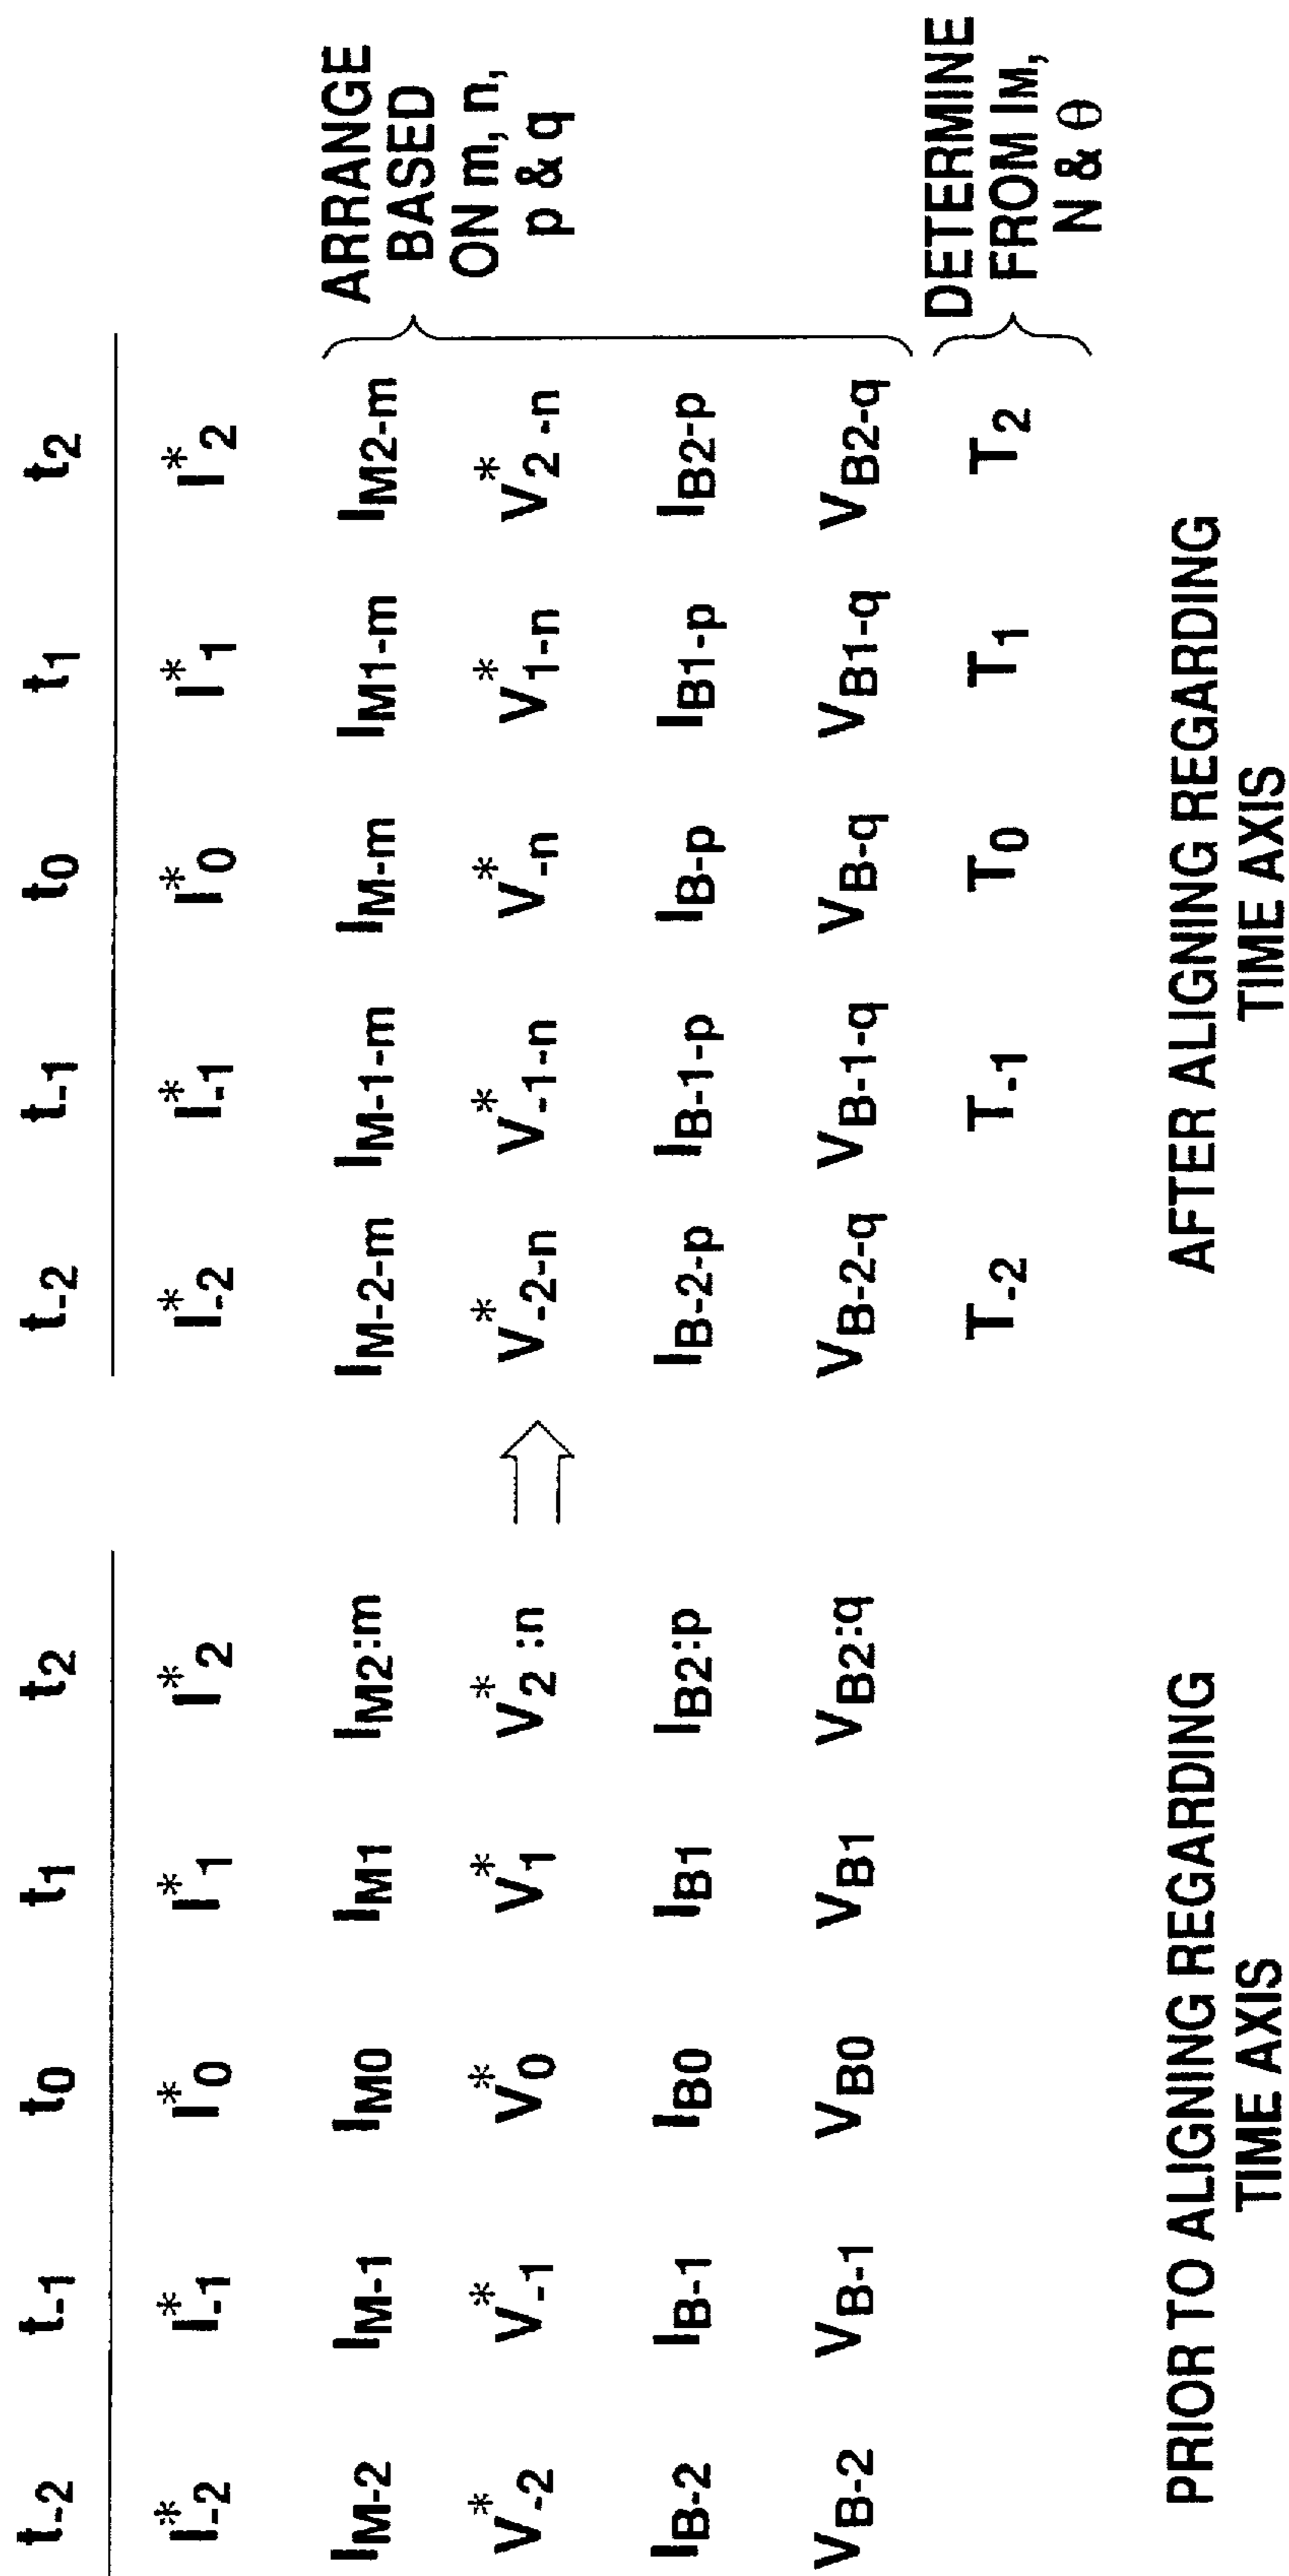 t-2 t-1 t0 t1 t2
I*-2 I*-1 I*0 I*1 I*2
IM-2 IM-1 IM0 IM1 IM2:m
V*-2 V*-1 V*0 V*1 V*2 :n
IB-2 IB-1 IB0 IB1 IB2:p
VB-2 VB-1 VB0 VB1 VB2:q
PRIOR TO ALIGNING REGARDING
TIME AXIS
t-2 t-1 t0 t1 t2
I*-2 I*-1 I*0 I*1 I*2
IM-2-m IM-1-m IM-m IM1-m IM2-m
V*-2-n V*-1-n V*-n V*1-n V*2 -n
IB-2-p IB-1-p IB-p IB1-p IB2-p
VB-2-q VB-1-q VB-q VB1-q VB2-q
T-2 T-1 T0 T1 T2
ARRANGE
BASED
ON m, n,
p & q
DETERMINE
FROM IM,
N & θ
AFTER ALIGNING REGARDING
TIME AXIS